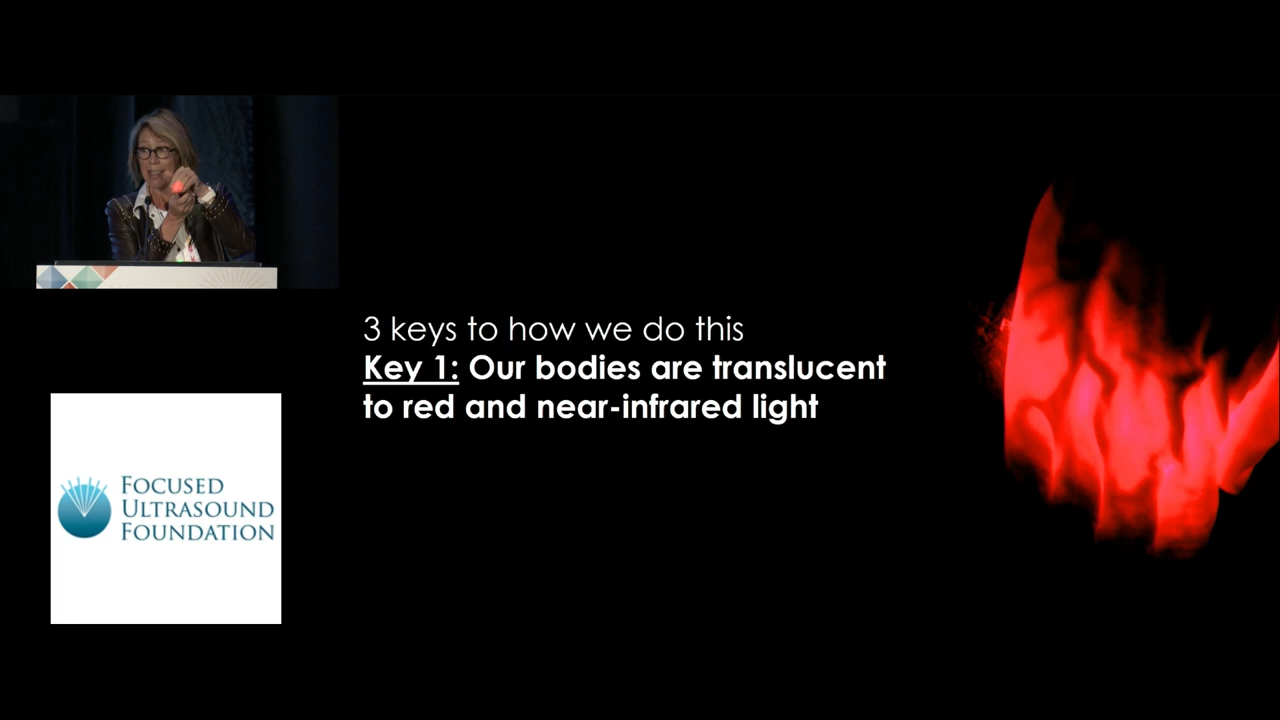 3 keys to how we do this
Key 1: Our bodies are translucent
to red and near-infrared light
FOCUSED
ULTRASOUND
FOUNDATION